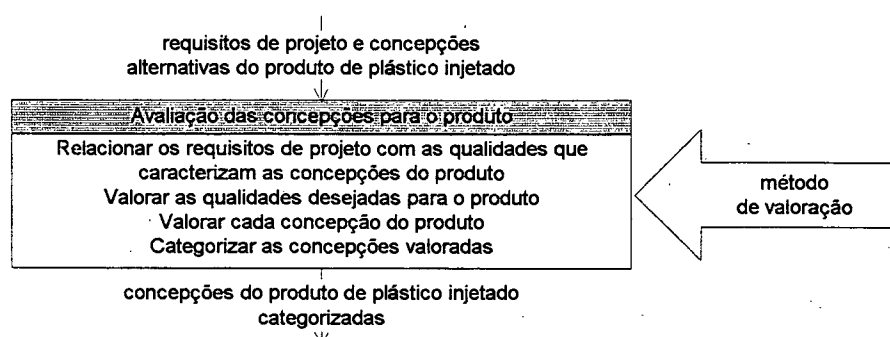 requisitos de projeto e concepções
alternativas do produto de plástico injetado
Avaliação das concepções para o produto
Relacionar os requisitos de projeto com as qualidades que
caracterizam as concepções do produto
Valorar as qualidades desejadas para o produto
Valorar cada concepção do produto
Categorizar as concepções valoradas
método
de valoração
concepções do produto de plástico injetado
categorizadas